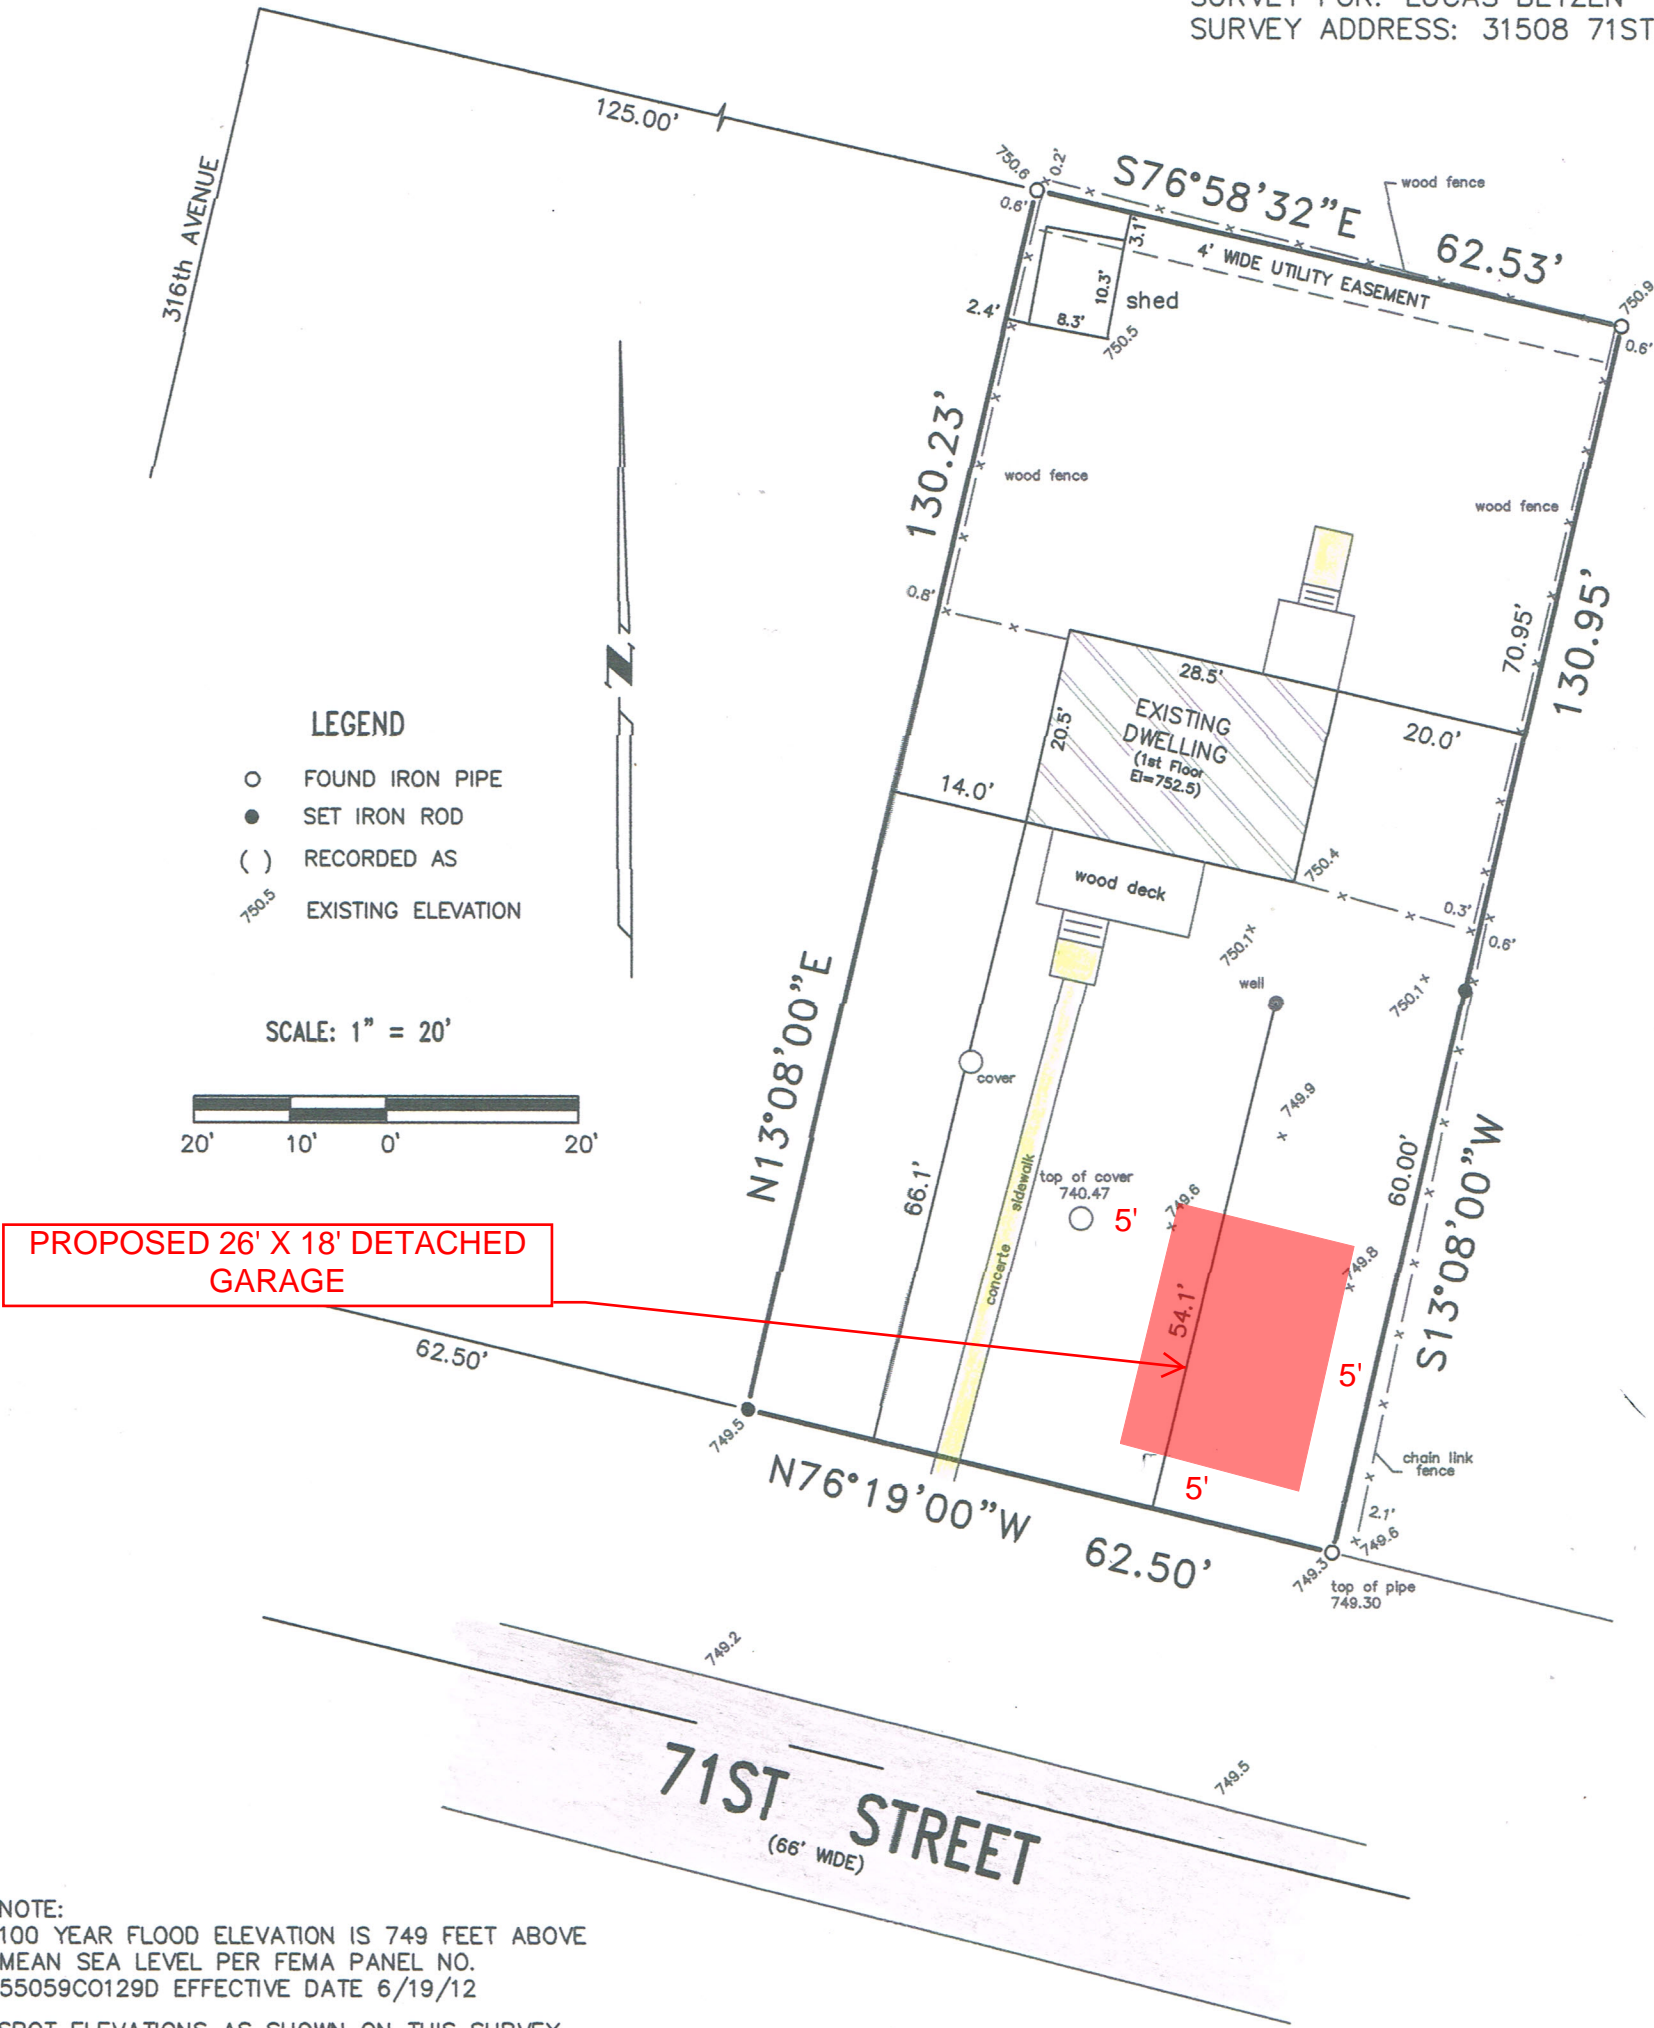 SURVEY ADDRESS: 31508 71ST
125.00'
316th AVENUE
750.6
0.2'
0.6'
S76°58'32"E
62.53'
wood fence
3.1'
4' WIDE UTILITY EASEMENT
10.3'
shed
8.3'
2.4'
750.5
750.9
0.6'
130.23'
wood fence
wood fence
0.8'
70.95'
130.95'
28.5'
20.5'
EXISTING
DWELLING
(1st Floor
El=752.5)
20.0'
14.0'
N
LEGEND
FOUND IRON PIPE
SET IRON ROD
( ) RECORDED AS
750.5 EXISTING ELEVATION
wood deck
750.4
0.3'
0.6'
750.1
750.1
well
SCALE: 1" = 20'
20' 10' 0' 20'
N13°08'00"E
cover
749.9
66.1'
concerte sidewalk
top of cover
740.47
5'
749.6
60.00'
S13°08'00"W
749.8
PROPOSED 26' X 18' DETACHED
GARAGE
54.1'
5'
62.50'
749.5
N76°19'00"W
62.50'
5'
chain link
fence
2.1'
749.6
749.3
top of pipe
749.30
749.2
749.5
71ST STREET
(66' WIDE)
NOTE:
100 YEAR FLOOD ELEVATION IS 749 FEET ABOVE
MEAN SEA LEVEL PER FEMA PANEL NO.
55059C0129D EFFECTIVE DATE 6/19/12
SPOT ELEVATIONS AS SHOWN ON THIS SURVEY